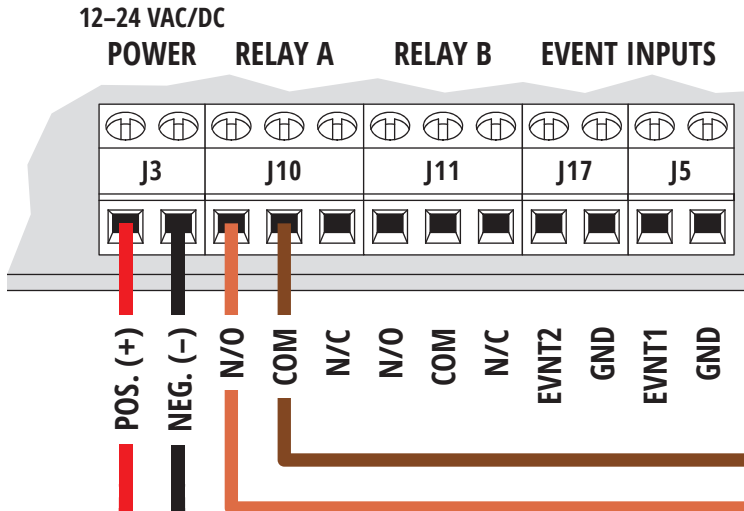 12–24 VAC/DC
POWER RELAY A RELAY B EVENT INPUTS
J3 J10 J11 J17 J5
POS. (+) NEG. (–) N/O COM N/C N/O COM N/C EVNT2 GND EVNT1 GND